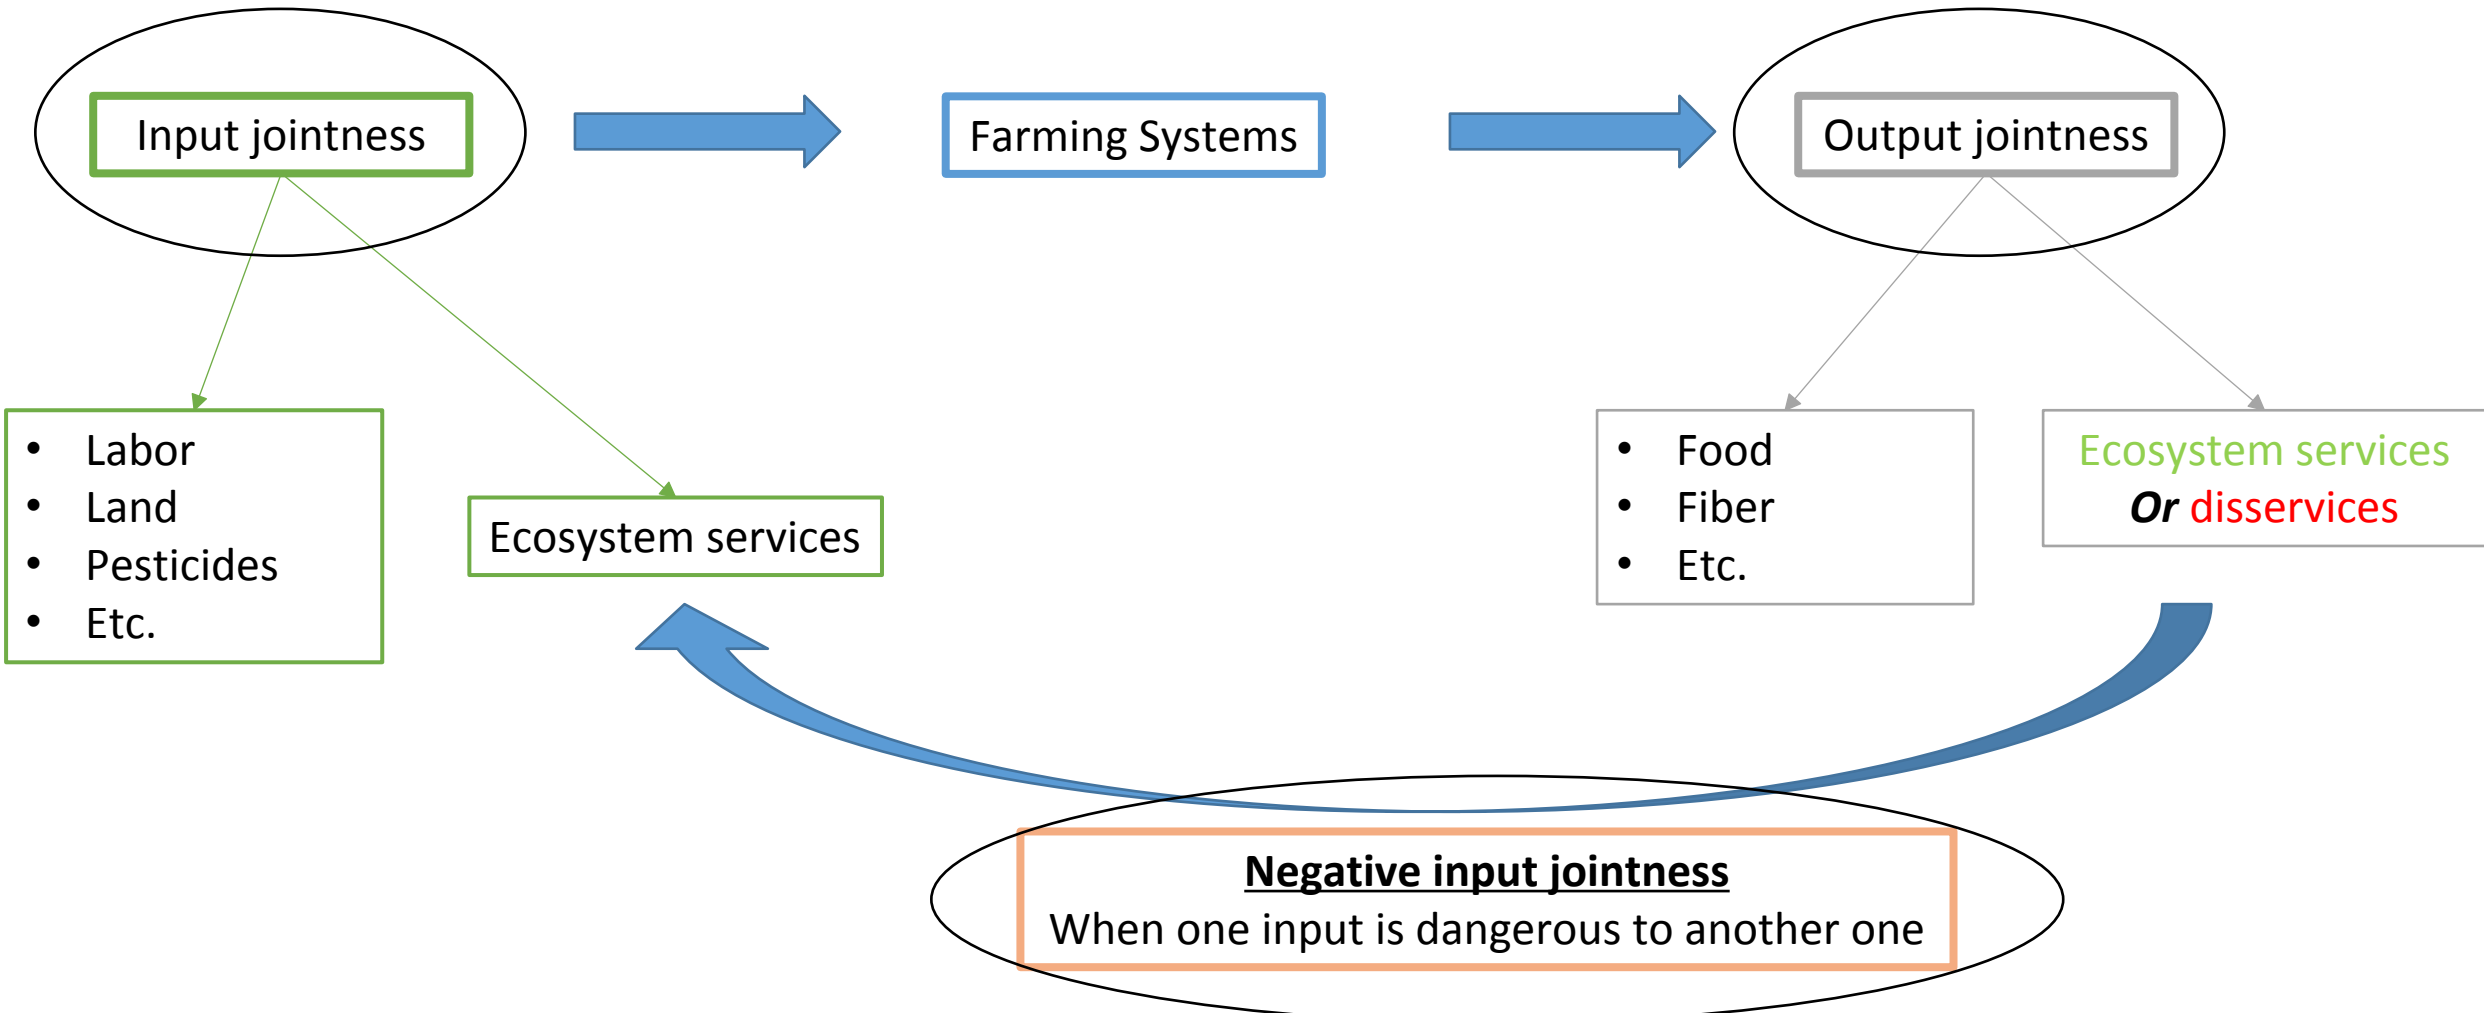 Input jointness
Farming Systems
Output jointness
• Labor
• Land
• Pesticides
• Etc.
Ecosystem services
• Food
• Fiber
• Etc.
Ecosystem services
Or disservices
Negative input jointness
When one input is dangerous to another one